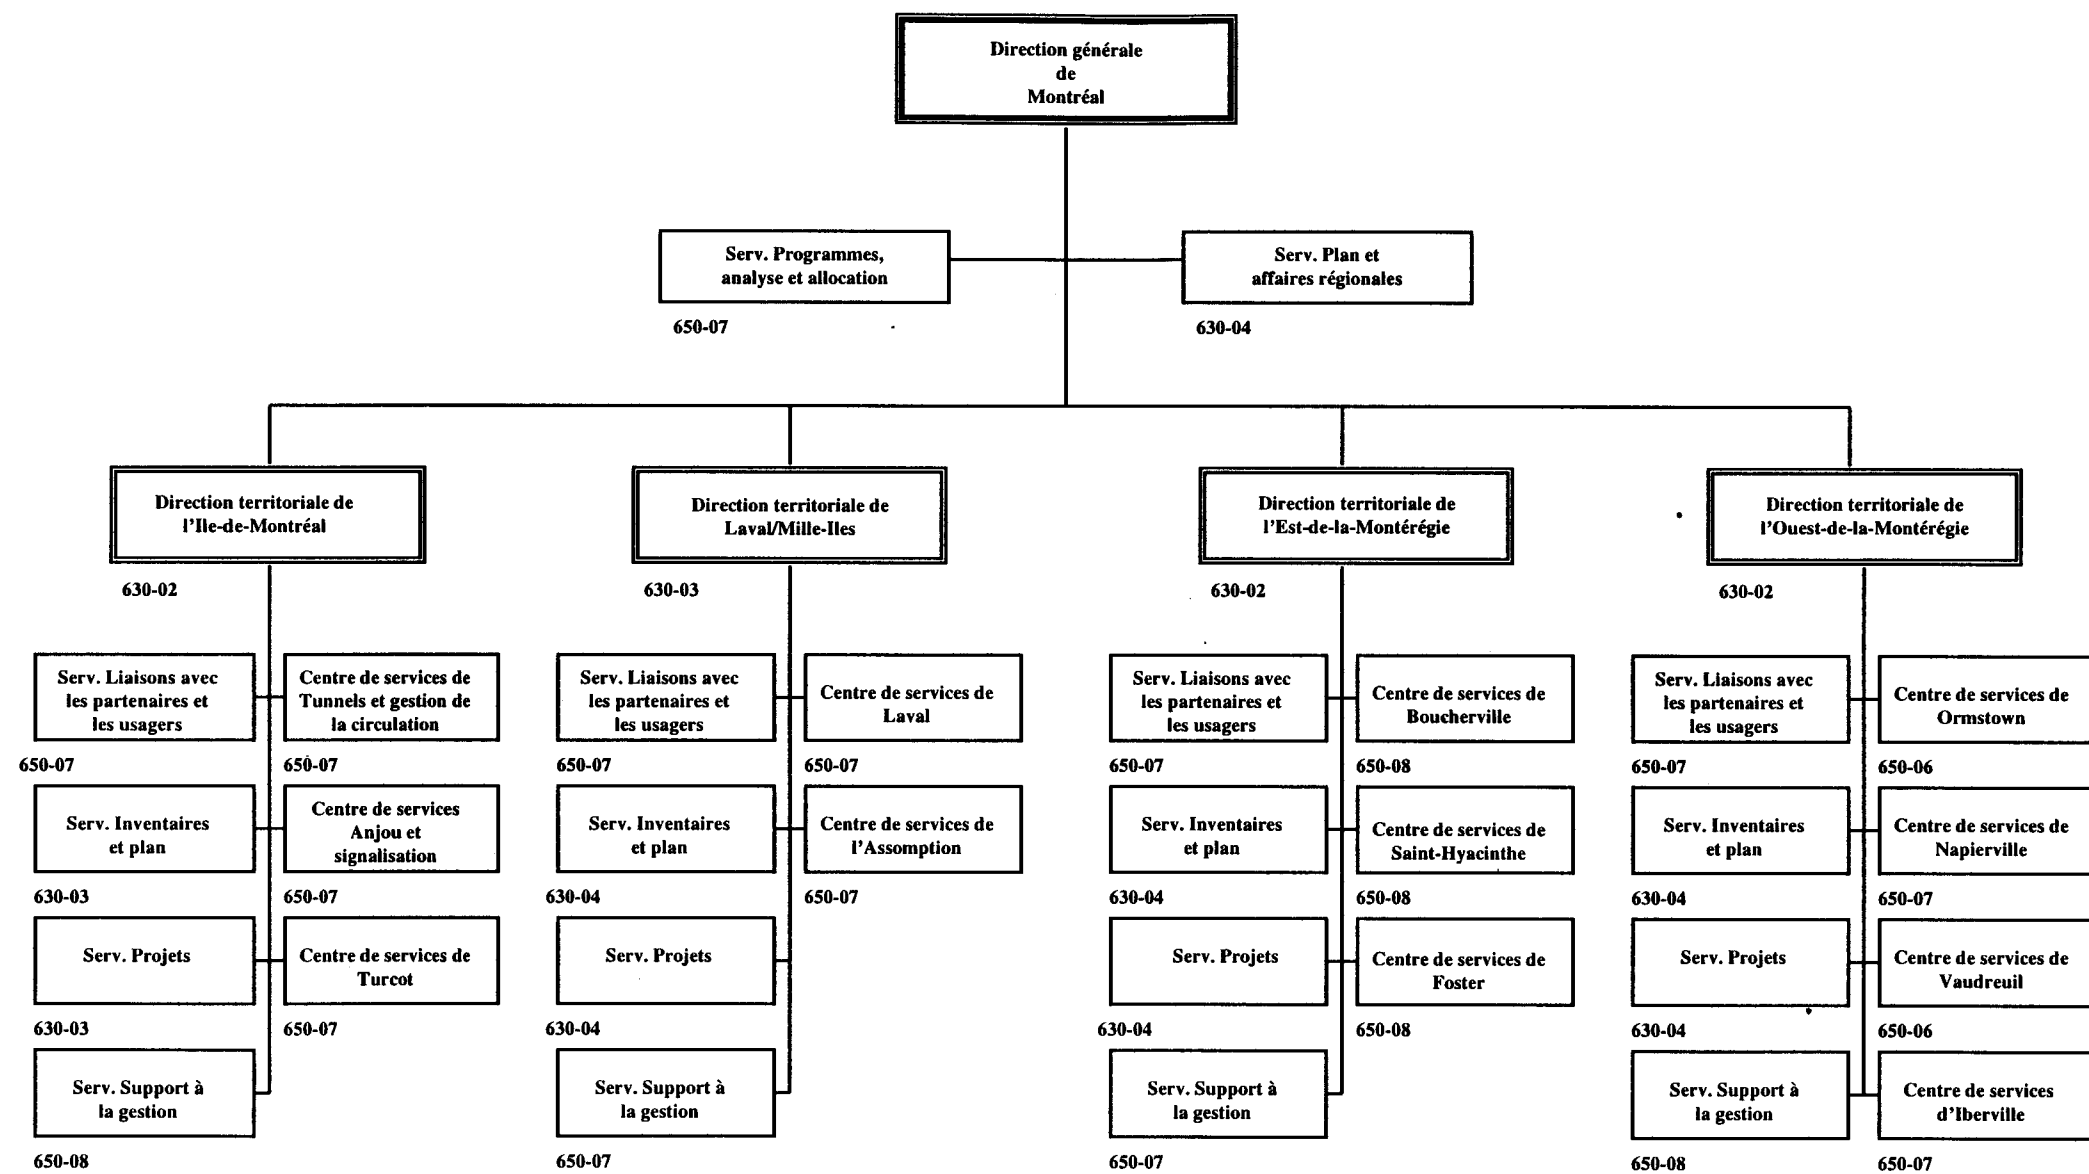 Direction générale
de
Montréal
Serv. Programmes,
analyse et allocation
650-07
Serv. Plan et
affaires régionales
630-04
Direction territoriale de
l'Ile-de-Montréal
630-02
Direction territoriale de
Laval/Mille-Iles
630-03
Direction territoriale de
l'Est-de-la-Montérégie
630-02
Direction territoriale de
l'Ouest-de-la-Montérégie
630-02
Serv. Liaisons avec
les partenaires et
les usagers
650-07
Centre de services de
Tunnels et gestion de
la circulation
650-07
Serv. Inventaires
et plan
630-03
Centre de services
Anjou et
signalisation
650-07
Serv. Projets
630-03
Centre de services de
Turcot
650-07
Serv. Support à
la gestion
650-08
Serv. Liaisons avec
les partenaires et
les usagers
650-07
Centre de services de
Laval
650-07
Serv. Inventaires
et plan
630-04
Centre de services de
l'Assomption
650-07
Serv. Projets
630-04
Serv. Support à
la gestion
650-07
Serv. Liaisons avec
les partenaires et
les usagers
650-07
Centre de services de
Boucherville
650-08
Serv. Inventaires
et plan
630-04
Centre de services de
Saint-Hyacinthe
650-08
Serv. Projets
630-04
Centre de services de
Foster
650-08
Serv. Support à
la gestion
650-07
Serv. Liaisons avec
les partenaires et
les usagers
650-07
Centre de services de
Ormstown
650-06
Serv. Inventaires
et plan
630-04
Centre de services de
Napierville
650-07
Serv. Projets
630-04
Centre de services de
Vaudreuil
650-06
Serv. Support à
la gestion
650-08
Centre de services
d'Iberville
650-07